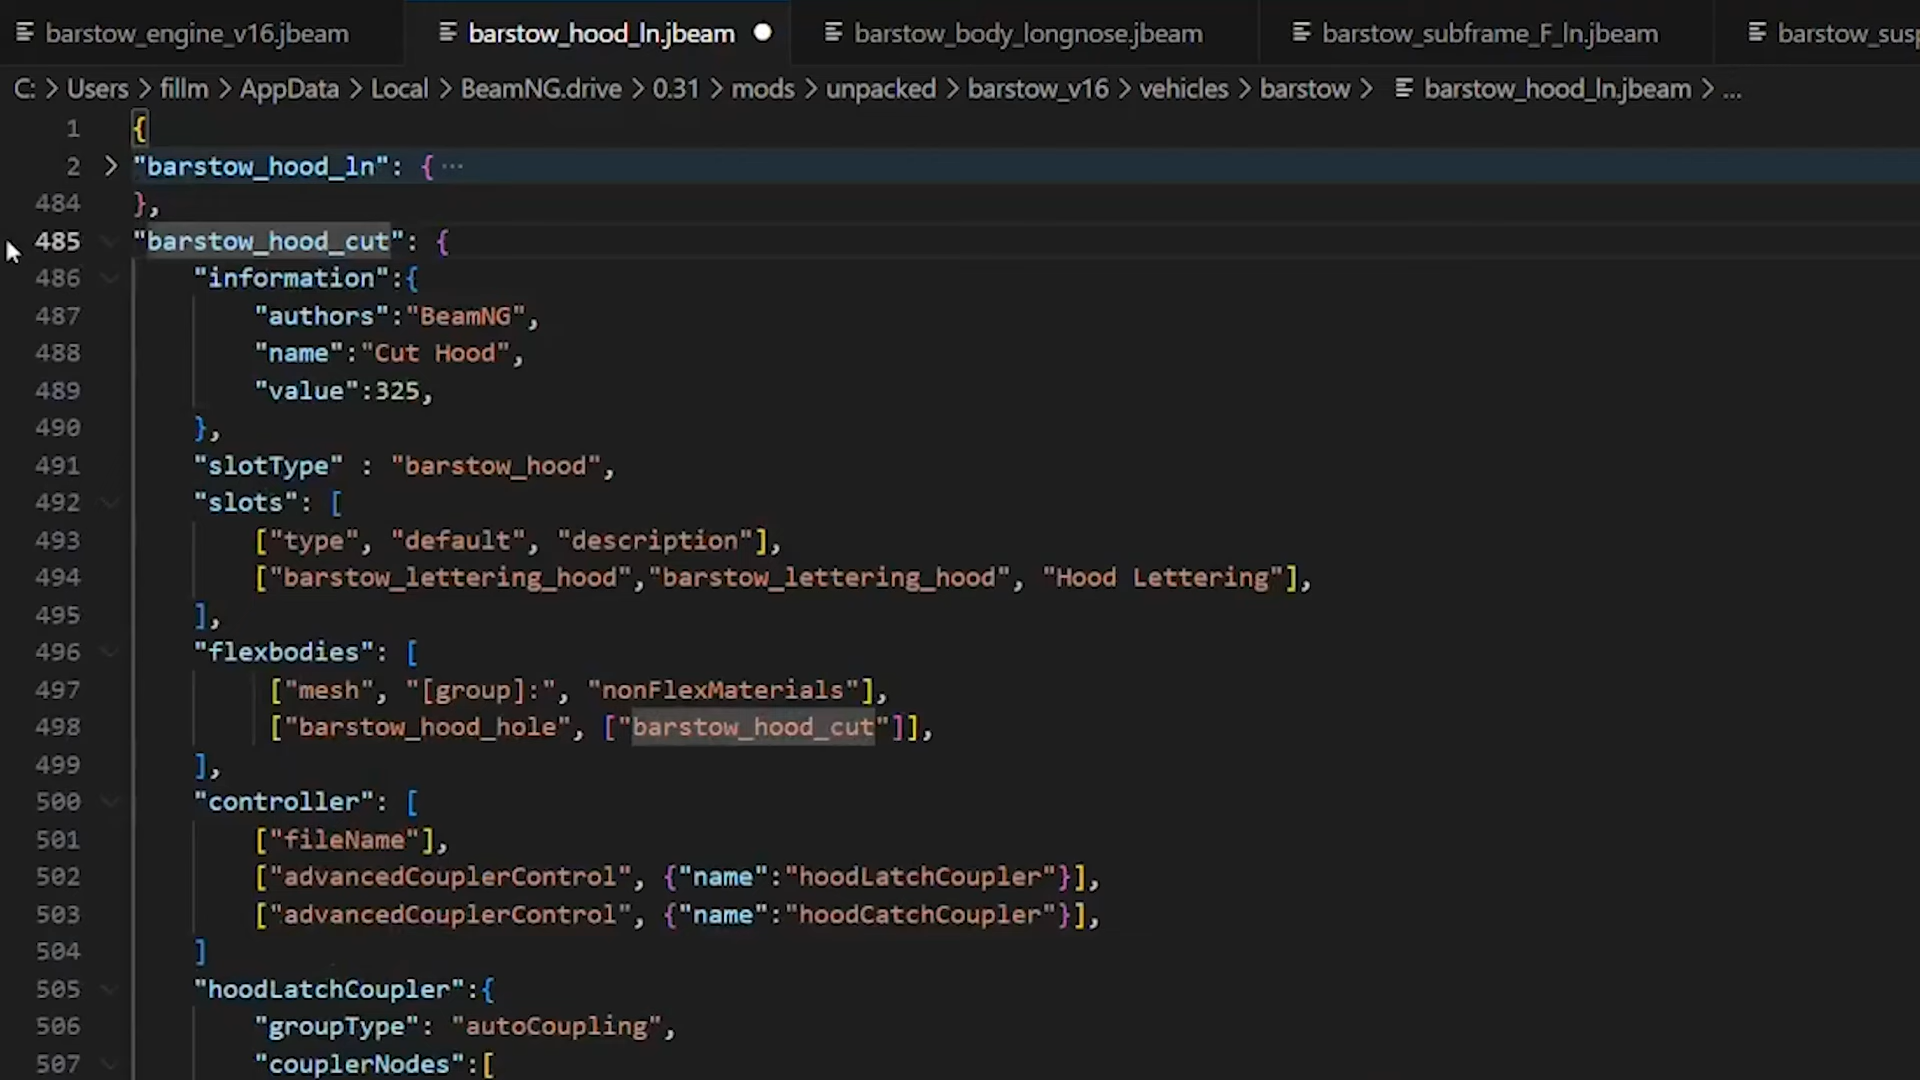 barstow_engine_v16.jbeam
barstow_hood_ln.jbeam
barstow_body_longnose.jbeam
barstow_subframe_F_ln.jbeam
barstow_sus
C: > Users > fillm > AppData > Local > BeamNG.drive > 0.31 > mods > unpacked > barstow_v16 > vehicles > barstow > barstow_hood_ln.jbeam > ...
1 {
2 > "barstow_hood_ln": { ···
484 },
485 "barstow_hood_cut": {
486 "information":{
487 "authors":"BeamNG",
488 "name":"Cut Hood",
489 "value":325,
490 },
491 "slotType" : "barstow_hood",
492 "slots": [
493 ["type", "default", "description"],
494 ["barstow_lettering_hood","barstow_lettering_hood", "Hood Lettering"],
495 ],
496 "flexbodies": [
497 ["mesh", "[group]:", "nonFlexMaterials"],
498 ["barstow_hood_hole", ["barstow_hood_cut"]],
499 ],
500 "controller": [
501 ["fileName"],
502 ["advancedCouplerControl", {"name":"hoodLatchCoupler"}],
503 ["advancedCouplerControl", {"name":"hoodCatchCoupler"}],
504 ]
505 "hoodLatchCoupler":{
506 "groupType": "autoCoupling",
507 "couplerNodes":[